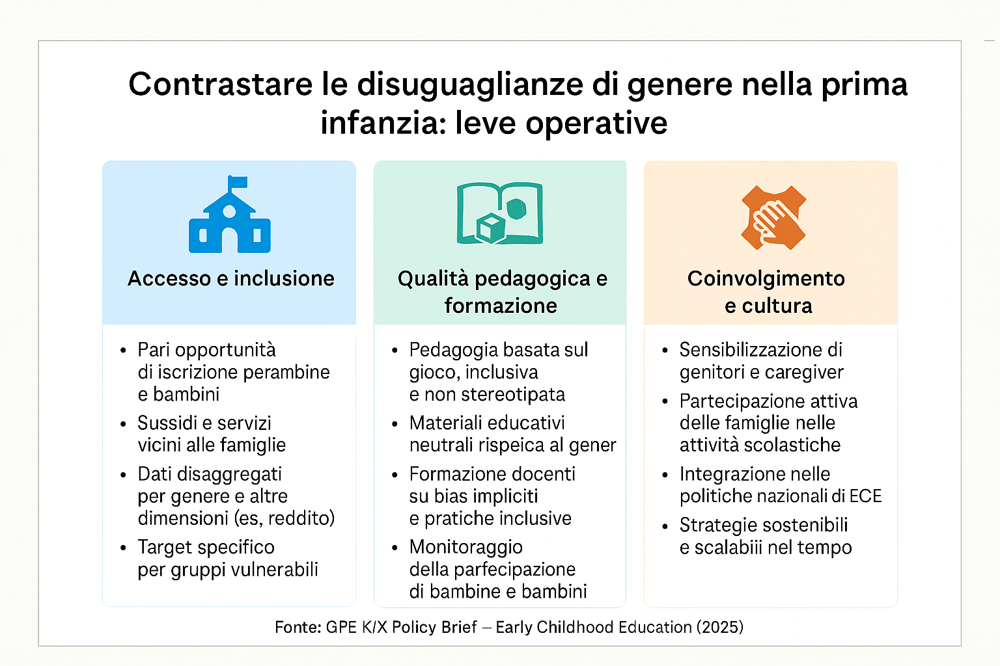 Contrastare le disuguaglianze di genere nella prima
infanzia: leve operative
Accesso e inclusione
• Pari opportunità
di iscrizione perambine
e bambini
• Sussidi e servizi
vicini alle famiglie
• Dati disaggregati
per genere e altre
dimensioni (es, reddito)
• Target specifico
per gruppi vulnerabili
Qualità pedagogica e
formazione
• Pedagogia basata sul
gioco, inclusiva
e non stereotipata
• Materiali educativi
neutrali rispeica al gener
• Formazione docenti
su bias impliciti
e pratiche inclusive
• Monitoraggio
della parfecipazione
di bambine e bambini
Coinvolgimento
e cultura
• Sensibilizzazione di
genitori e caregiver
• Partecipazione attiva
delle famiglie nelle
attività scolastiche
• Integrazione nelle
politiche nazionali di ECE
• Strategie sostenibili
e scalabiii nel tempo
Fonte: GPE K/X Policy Brief – Early Childhood Education (2025)